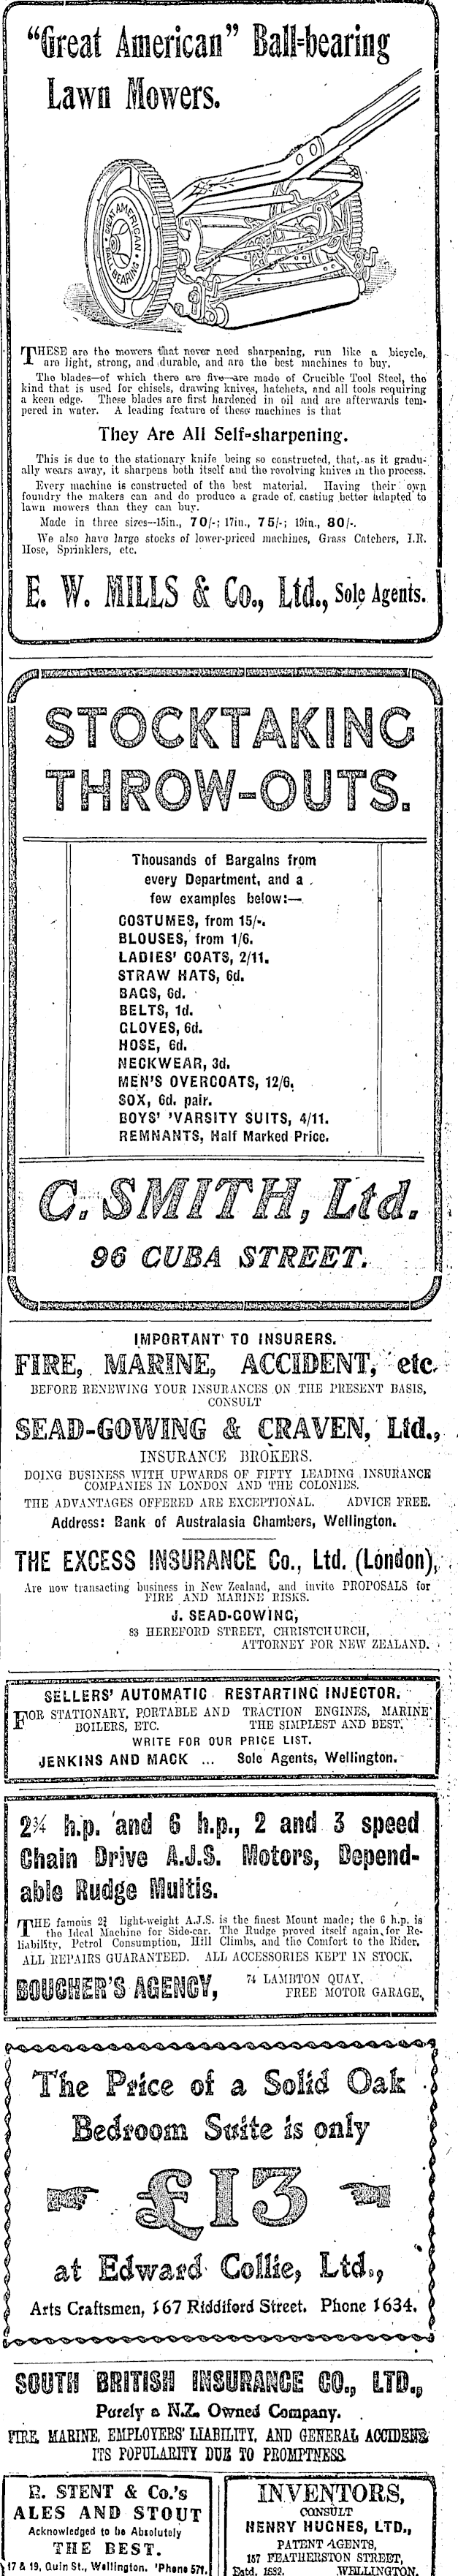 "Great American" Ball-bearing
Lawn Mowers.
GREAT AMERICAN
BALL BEARING
THESE are the mowers that never need sharpening, run like a bicycle,
are light, strong, and durable, and are the best machines to buy.
The blades—of which there are five—are made of Crucible Tool Steel, the
kind that is used for chisels, drawing knives, hatchets, and all tools requiring
a keen edge. These blades are first hardened in oil and are afterwards tem-
pered in water. A leading feature of these machines is that
They Are All Self-sharpening.
This is due to the stationary knife being so constructed, that, as it gradu-
ally wears away, it sharpens both itself and the revolving knives in the process.
Every machine is constructed of the best material. Having their own
foundry the makers can and do produce a grade of casting better adapted to
lawn mowers than they can buy.
Made in three sizes—15in., 70/-; 17in., 75/-; 19in., 80/-.
We also have large stocks of lower-priced machines, Grass Catchers, I.R.
Hose, Sprinklers, etc.
E. W. MILLS & Co., Ltd., Sole Agents.
STOCKTAKING
THROW-OUTS.
Thousands of Bargains from
every Department, and a
few examples below:—
COSTUMES, from 15/-.
BLOUSES, from 1/6.
LADIES' COATS, 2/11.
STRAW HATS, 6d.
BAGS, 6d.
BELTS, 1d.
GLOVES, 6d.
HOSE, 6d.
NECKWEAR, 3d.
MEN'S OVERCOATS, 12/6.
SOX, 6d. pair.
BOYS' 'VARSITY SUITS, 4/11.
REMNANTS, Half Marked Price.
C. SMITH, Ltd.
96 CUBA STREET.
IMPORTANT TO INSURERS.
FIRE, MARINE, ACCIDENT, etc.
BEFORE RENEWING YOUR INSURANCES ON THE PRESENT BASIS,
CONSULT
SEAD-GOWING & CRAVEN, Ltd.,
INSURANCE BROKERS.
DOING BUSINESS WITH UPWARDS OF FIFTY LEADING INSURANCE
COMPANIES IN LONDON AND THE COLONIES.
THE ADVANTAGES OFFERED ARE EXCEPTIONAL. ADVICE FREE.
Address: Bank of Australasia Chambers, Wellington.
THE EXCESS INSURANCE Co., Ltd. (London),
Are now transacting business in New Zealand, and invite PROPOSALS for
FIRE AND MARINE RISKS.
J. SEAD-GOWING,
83 HEREFORD STREET, CHRISTCHURCH,
ATTORNEY FOR NEW ZEALAND.
SELLERS' AUTOMATIC RESTARTING INJECTOR.
FOR STATIONARY, PORTABLE AND TRACTION ENGINES, MARINE
BOILERS, ETC. THE SIMPLEST AND BEST.
WRITE FOR OUR PRICE LIST.
JENKINS AND MACK ... Sole Agents, Wellington.
2¾ h.p. and 6 h.p., 2 and 3 speed
Chain Drive A.J.S. Motors, Depend-
able Rudge Multis.
THE famous 2¾ light-weight A.J.S. is the finest Mount made; the 6 h.p. is
the Ideal Machine for Side-car. The Rudge proved itself again for Re-
liability, Petrol Consumption, Hill Climbs, and the Comfort to the Rider.
ALL REPAIRS GUARANTEED. ALL ACCESSORIES KEPT IN STOCK.
BOUCHER'S AGENCY, 74 LAMBTON QUAY.
FREE MOTOR GARAGE.
The Price of a Solid Oak
Bedroom Suite is only
£13
at Edward Collie, Ltd.,
Arts Craftsmen, 167 Riddiford Street. Phone 1634.
SOUTH BRITISH INSURANCE CO., LTD.,
Purely a N.Z. Owned Company.
FIRE, MARINE, EMPLOYERS' LIABILITY, AND GENERAL ACCIDENT
ITS POPULARITY DUE TO PROMPTNESS.
R. STENT & Co.'s
ALES AND STOUT
Acknowledged to be Absolutely
THE BEST.
17 & 19, Quin St., Wellington. 'Phone 571.
INVENTORS,
CONSULT
HENRY HUGHES, LTD.,
PATENT AGENTS,
157 FEATHERSTON STREET,
Estd. 1882. WELLINGTON.